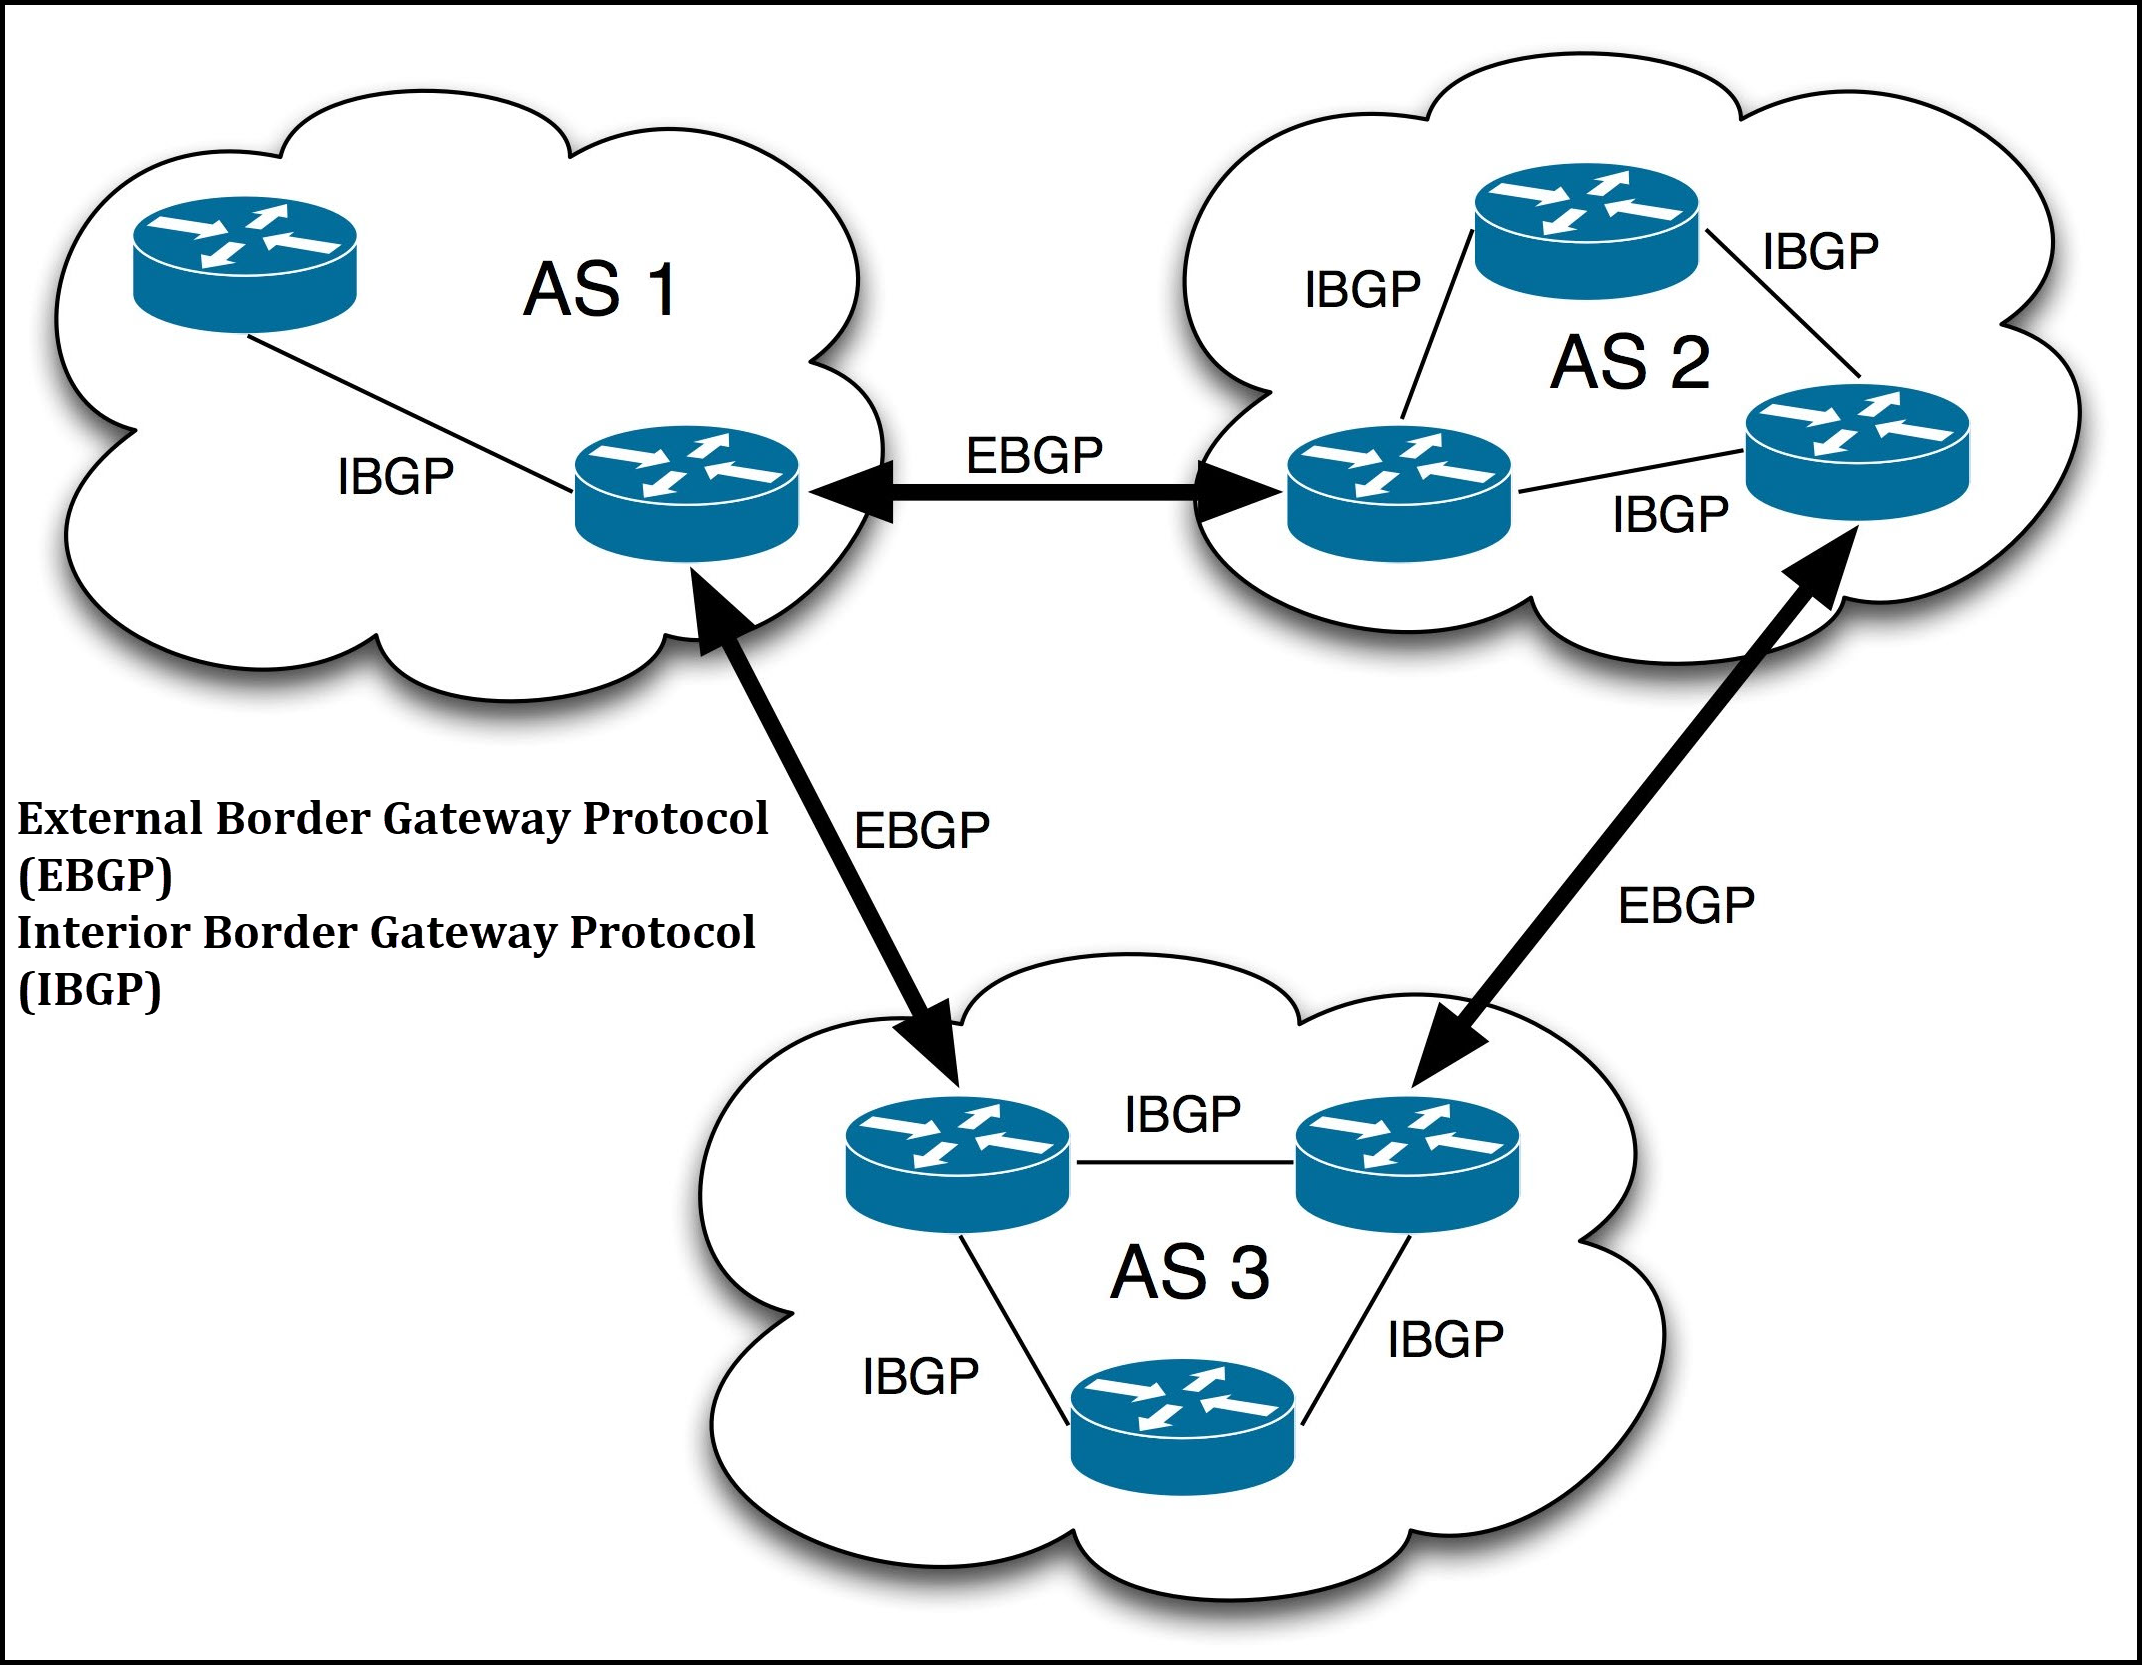 AS 1
IBGP
EBGP
IBGP
IBGP
AS 2
IBGP
External Border Gateway Protocol
(EBGP)
Interior Border Gateway Protocol
(IBGP)
EBGP
EBGP
IBGP
AS 3
IBGP
IBGP